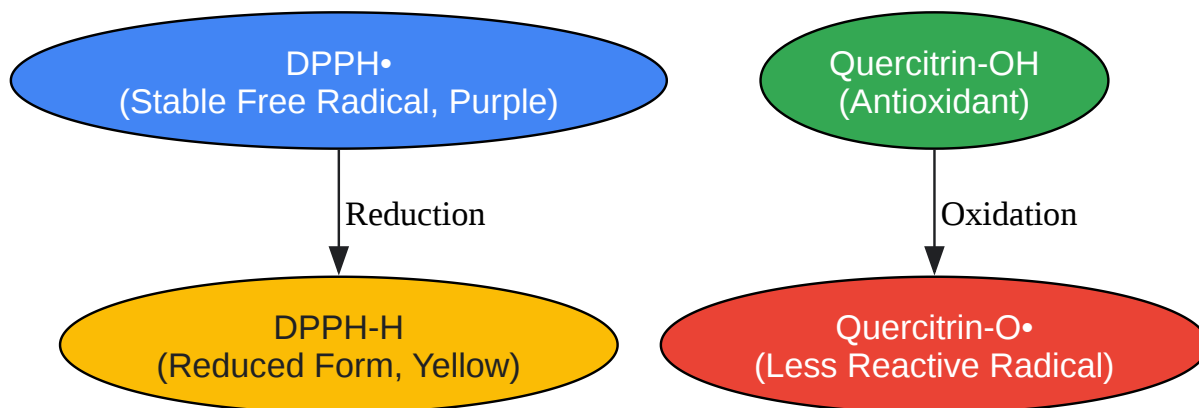 DPPH•
(Stable Free Radical, Purple)
Quercitrin-OH
(Antioxidant)
Reduction
Oxidation
DPPH-H
(Reduced Form, Yellow)
Quercitrin-O•
(Less Reactive Radical)